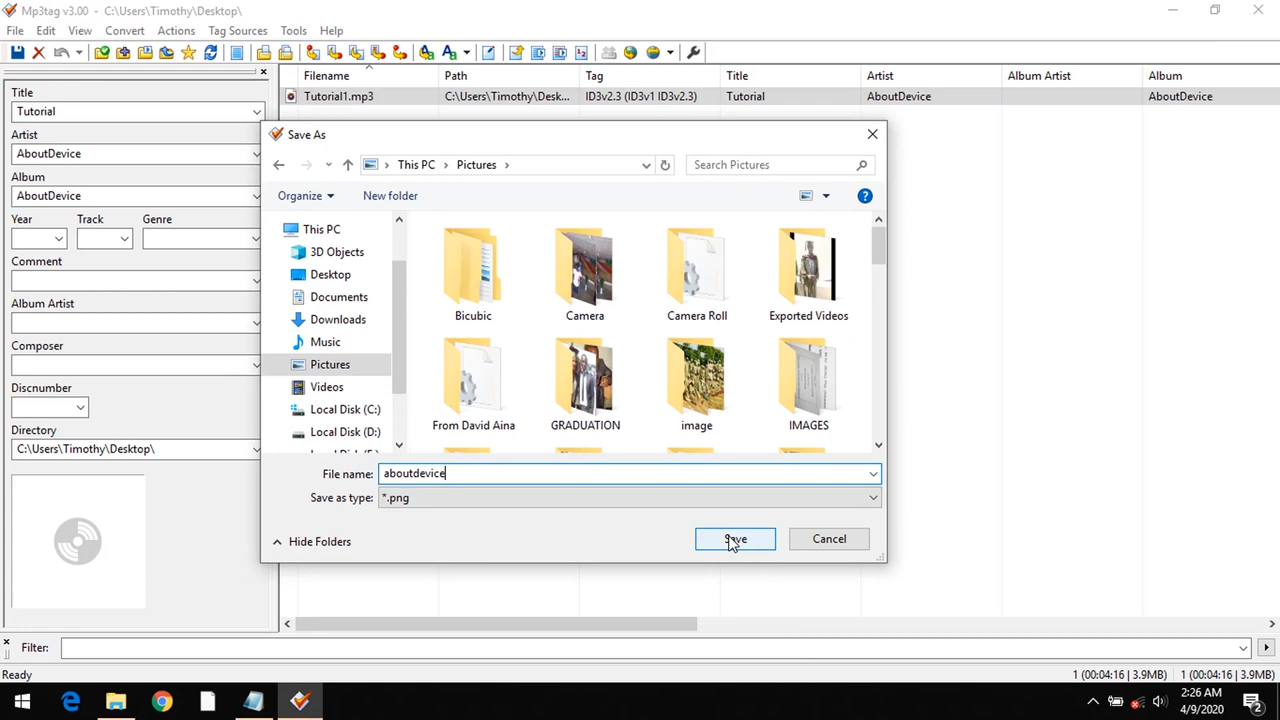 Mp3tag v3.00 - C:\Users\Timothy\Desktop\
File Edit View Convert Actions Tag Sources Tools Help
Filename Path Tag Title Artist Album Artist Album
Tutorial1.mp3 C:\Users\Timothy\Desk... ID3v2.3 (ID3v1 ID3v2.3) Tutorial AboutDevice AboutDevice
Title
Tutorial
Artist
AboutDevice
Album
AboutDevice
Year Track Genre
Comment
Album Artist
Composer
Discnumber
Directory
C:\Users\Timothy\Desktop\
Save As
This PC Pictures
Search Pictures
Organize New folder
This PC
3D Objects
Desktop
Documents
Downloads
Music
Pictures
Videos
Local Disk (C:)
Local Disk (D:)
Bicubic Camera Camera Roll Exported Videos
From David Aina GRADUATION image IMAGES
File name: aboutdevice
Save as type: *.png
Hide Folders
Save Cancel
Filter:
Ready
1 (00:04:16 | 3.9MB) 1 (00:04:16 | 3.9MB)
2:26 AM
4/9/2020
2